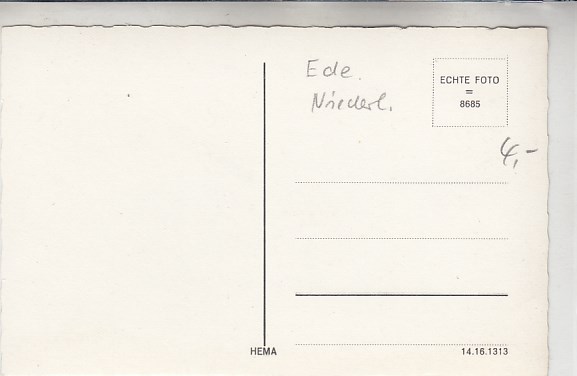 Ede.
Niederl.
ECHTE FOTO
=
8685
4,-
HEMA
14.16.1313